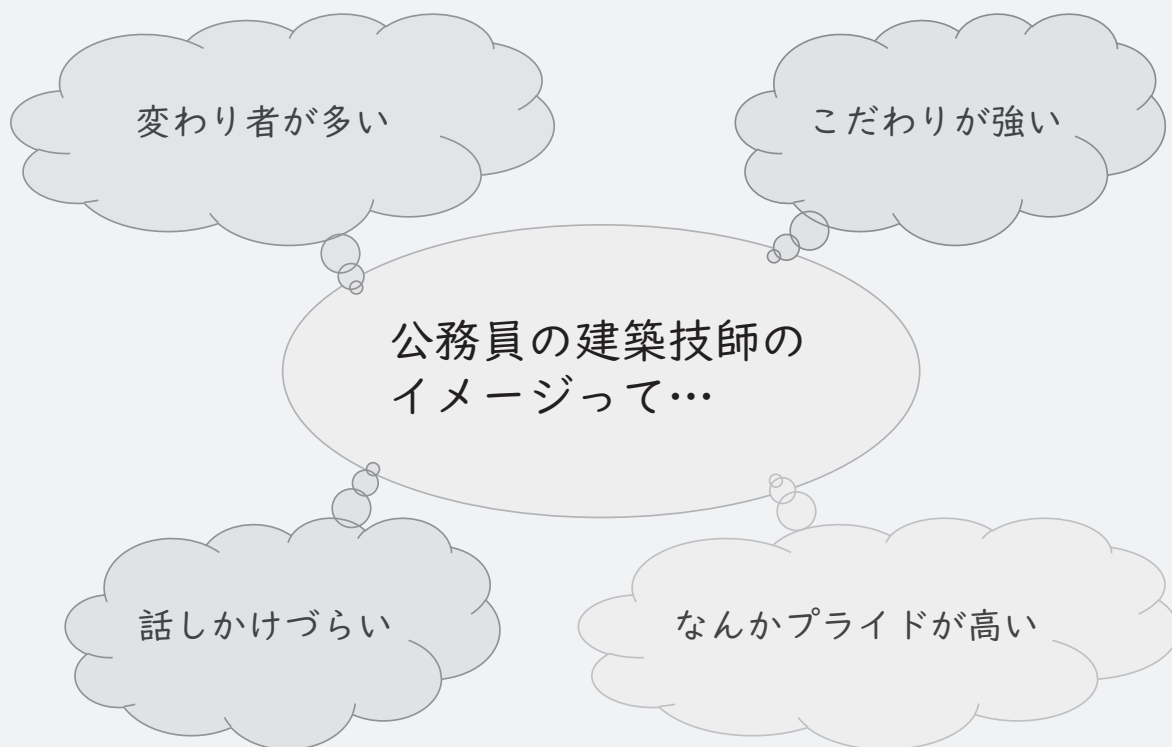 変わり者が多い
こだわりが強い
公務員の建築技師の
イメージって…
話しかけづらい
なんかプライドが高い